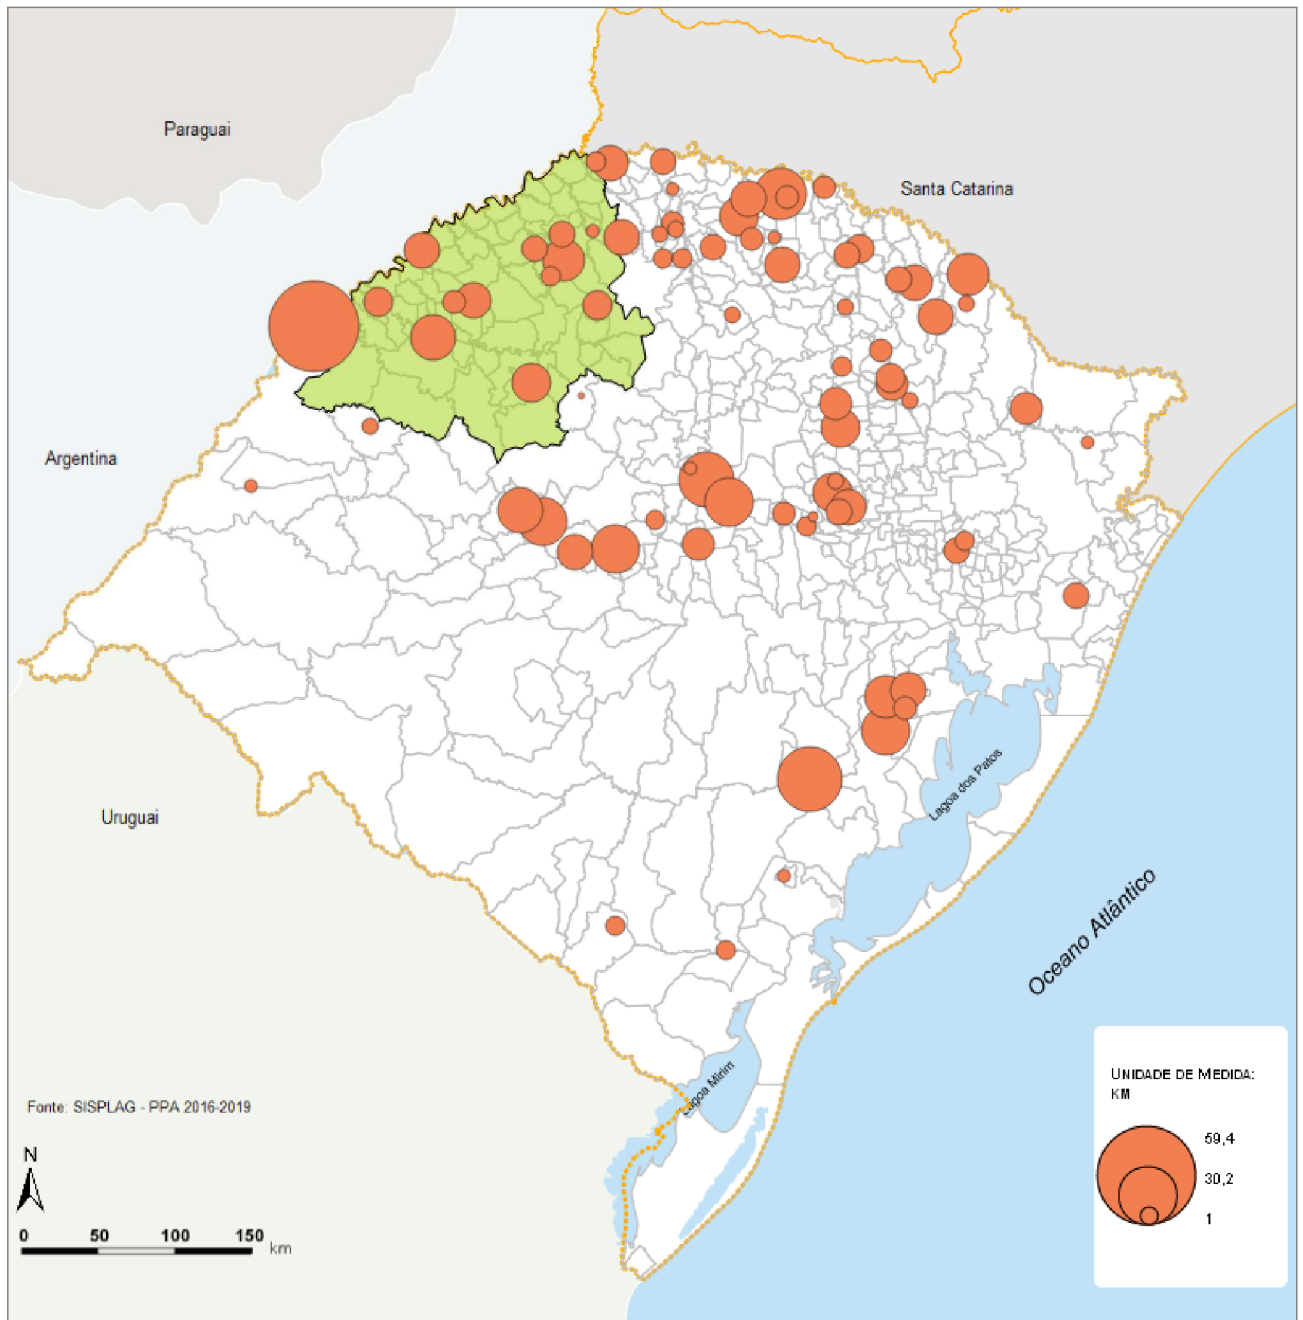 Paraguai
Santa Catarina
Argentina
Uruguai
Lagoa dos Patos
Oceano Atlântico
Lagoa Mirim
Fonte: SISPLAG - PPA 2016-2019
N
0 50 100 150
km
UNIDADE DE MEDIDA:
KM
59,4
30,2
1